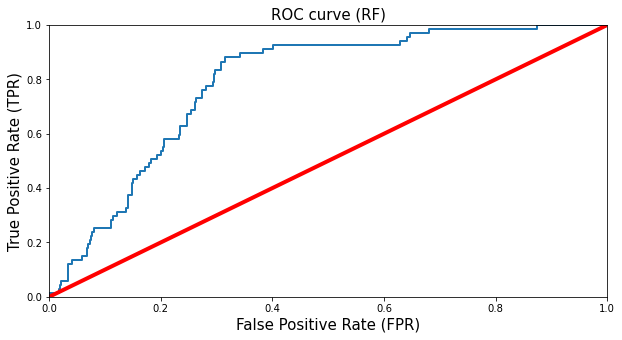 ROC curve (RF)
1.0
0.8
0.6
0.4
0.2
0.0
True Positive Rate (TPR)
0.0 0.2 0.4 0.6 0.8 1.0
False Positive Rate (FPR)